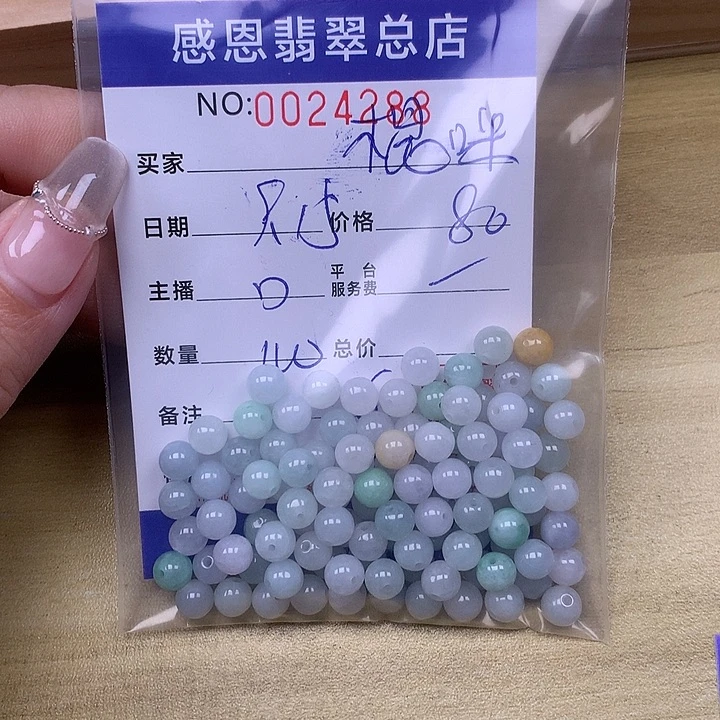 感恩翡翠总店
NO:0024288
买家
日期 价格 80
主播 平台服务费
数量 总价
备注